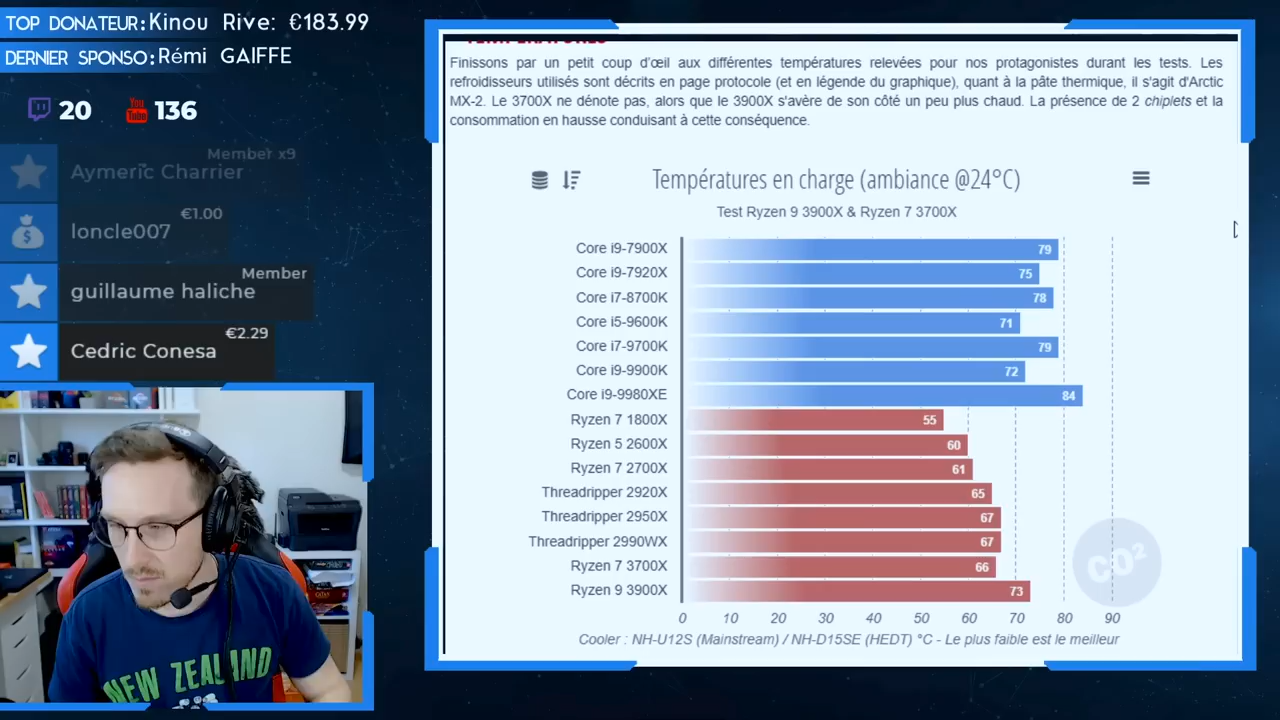 TOP DONATEUR: Kinou Rive: €183.99
DERNIER SPONSO: Rémi GAIFFE
20
You Tube 136
Member x9
Aymeric Charrier
€1.00
loncle007
Member
guillaume haliche
€2.29
Cedric Conesa
NEW ZEALAND
TEMPÉRATURES
Finissons par un petit coup d'œil aux différentes températures relevées pour nos protagonistes durant les tests. Les
refroidisseurs utilisés sont décrits en page protocole (et en légende du graphique), quant à la pâte thermique, il s'agit d'Arctic
MX-2. Le 3700X ne dénote pas, alors que le 3900X s'avère de son côté un peu plus chaud. La présence de 2 chiplets et la
consommation en hausse conduisant à cette conséquence.
Températures en charge (ambiance @24°C)
Test Ryzen 9 3900X & Ryzen 7 3700X
Core i9-7900X 79
Core i9-7920X 75
Core i7-8700K 78
Core i5-9600K 71
Core i7-9700K 79
Core i9-9900K 72
Core i9-9980XE 84
Ryzen 7 1800X 55
Ryzen 5 2600X 60
Ryzen 7 2700X 61
Threadripper 2920X 65
Threadripper 2950X 67
Threadripper 2990WX 67
Ryzen 7 3700X 66
Ryzen 9 3900X 73
CO²
0 10 20 30 40 50 60 70 80 90
Cooler : NH-U12S (Mainstream) / NH-D15SE (HEDT) °C - Le plus faible est le meilleur